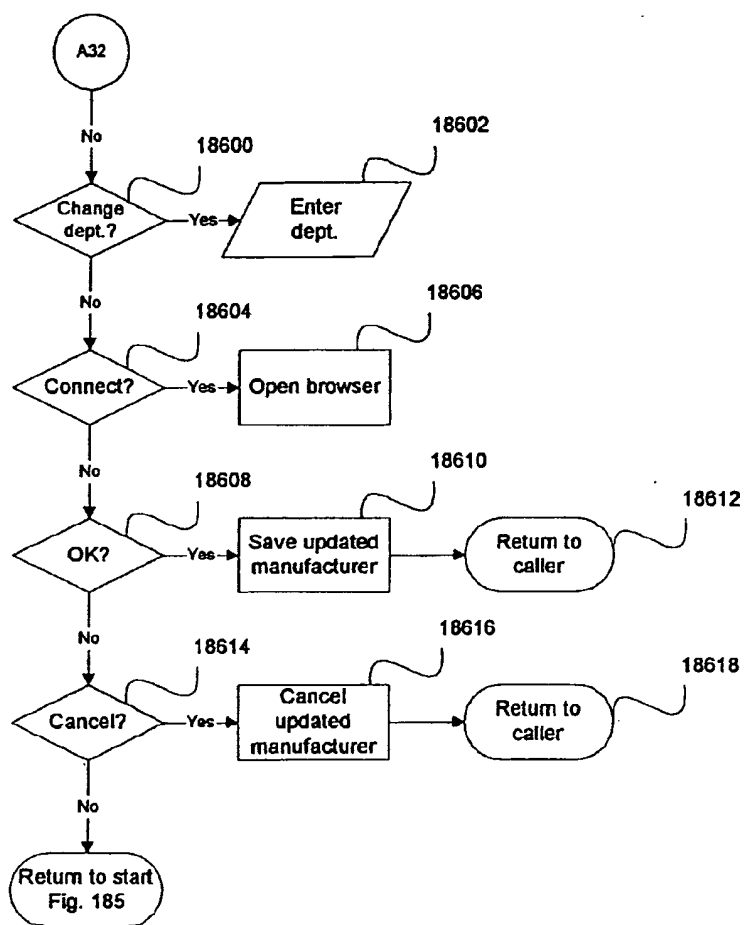 A32
No
18600
18602
Change
dept.?
Yes
Enter
dept.
No
18604
18606
Connect?
Yes
Open browser
No
18608
18610
18612
OK?
Yes
Save updated
manufacturer
Return to
caller
No
18614
18616
18618
Cancel?
Yes
Cancel
updated
manufacturer
Return to
caller
No
Return to start
Fig. 185